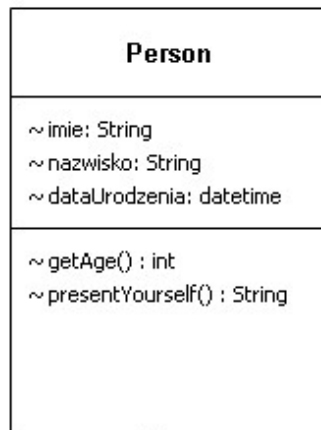 Person
~ imie: String
~ nazwisko: String
~ dataUrodzenia: datetime
~ getAge() : int
~ presentYourself() : String